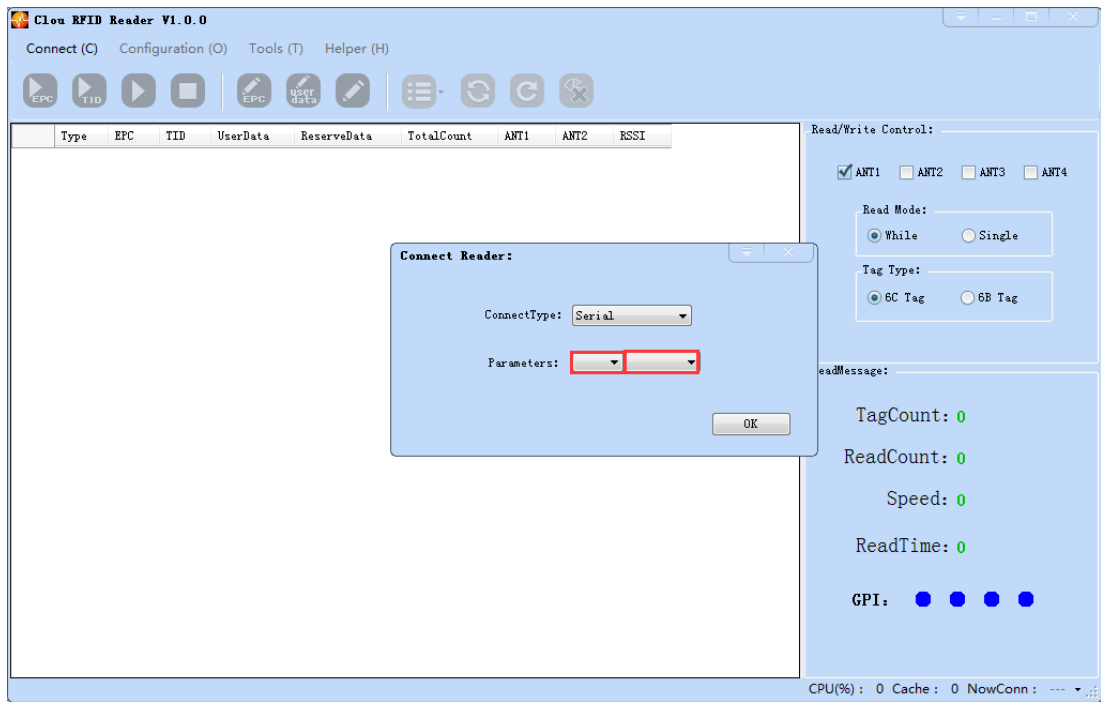 Clou RFID Reader V1.0.0
Connect (C) Configuration (O) Tools (T) Helper (H)
EPC TID EPC user data
Type EPC TID UserData ReserveData TotalCount ANT1 ANT2 RSSI
Read/Write Control:
ANT1 ANT2 ANT3 ANT4
Read Mode:
While Single
Tag Type:
6C Tag 6B Tag
Connect Reader:
ConnectType: Serial
Parameters:
OK
eadMessage:
TagCount: 0
ReadCount: 0
Speed: 0
ReadTime: 0
GPI:
CPU(%) : 0 Cache : 0 NowConn : ---